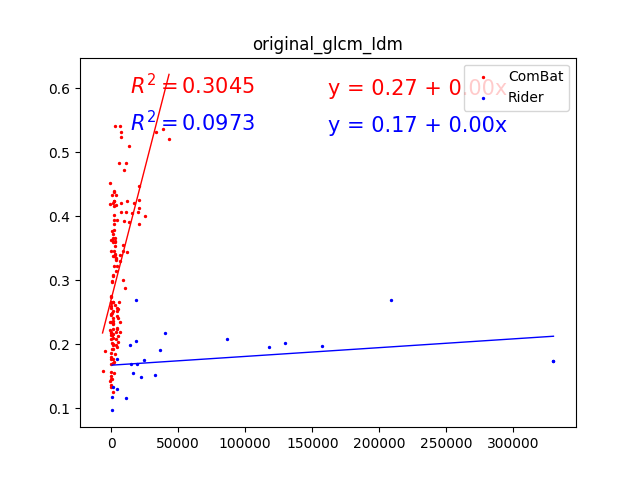 original_glcm_Idm
R² = 0.3045 y = 0.27 + 0.00x
R² = 0.0973 y = 0.17 + 0.00x
ComBat
Rider
0.6
0.5
0.4
0.3
0.2
0.1
0 50000 100000 150000 200000 250000 300000